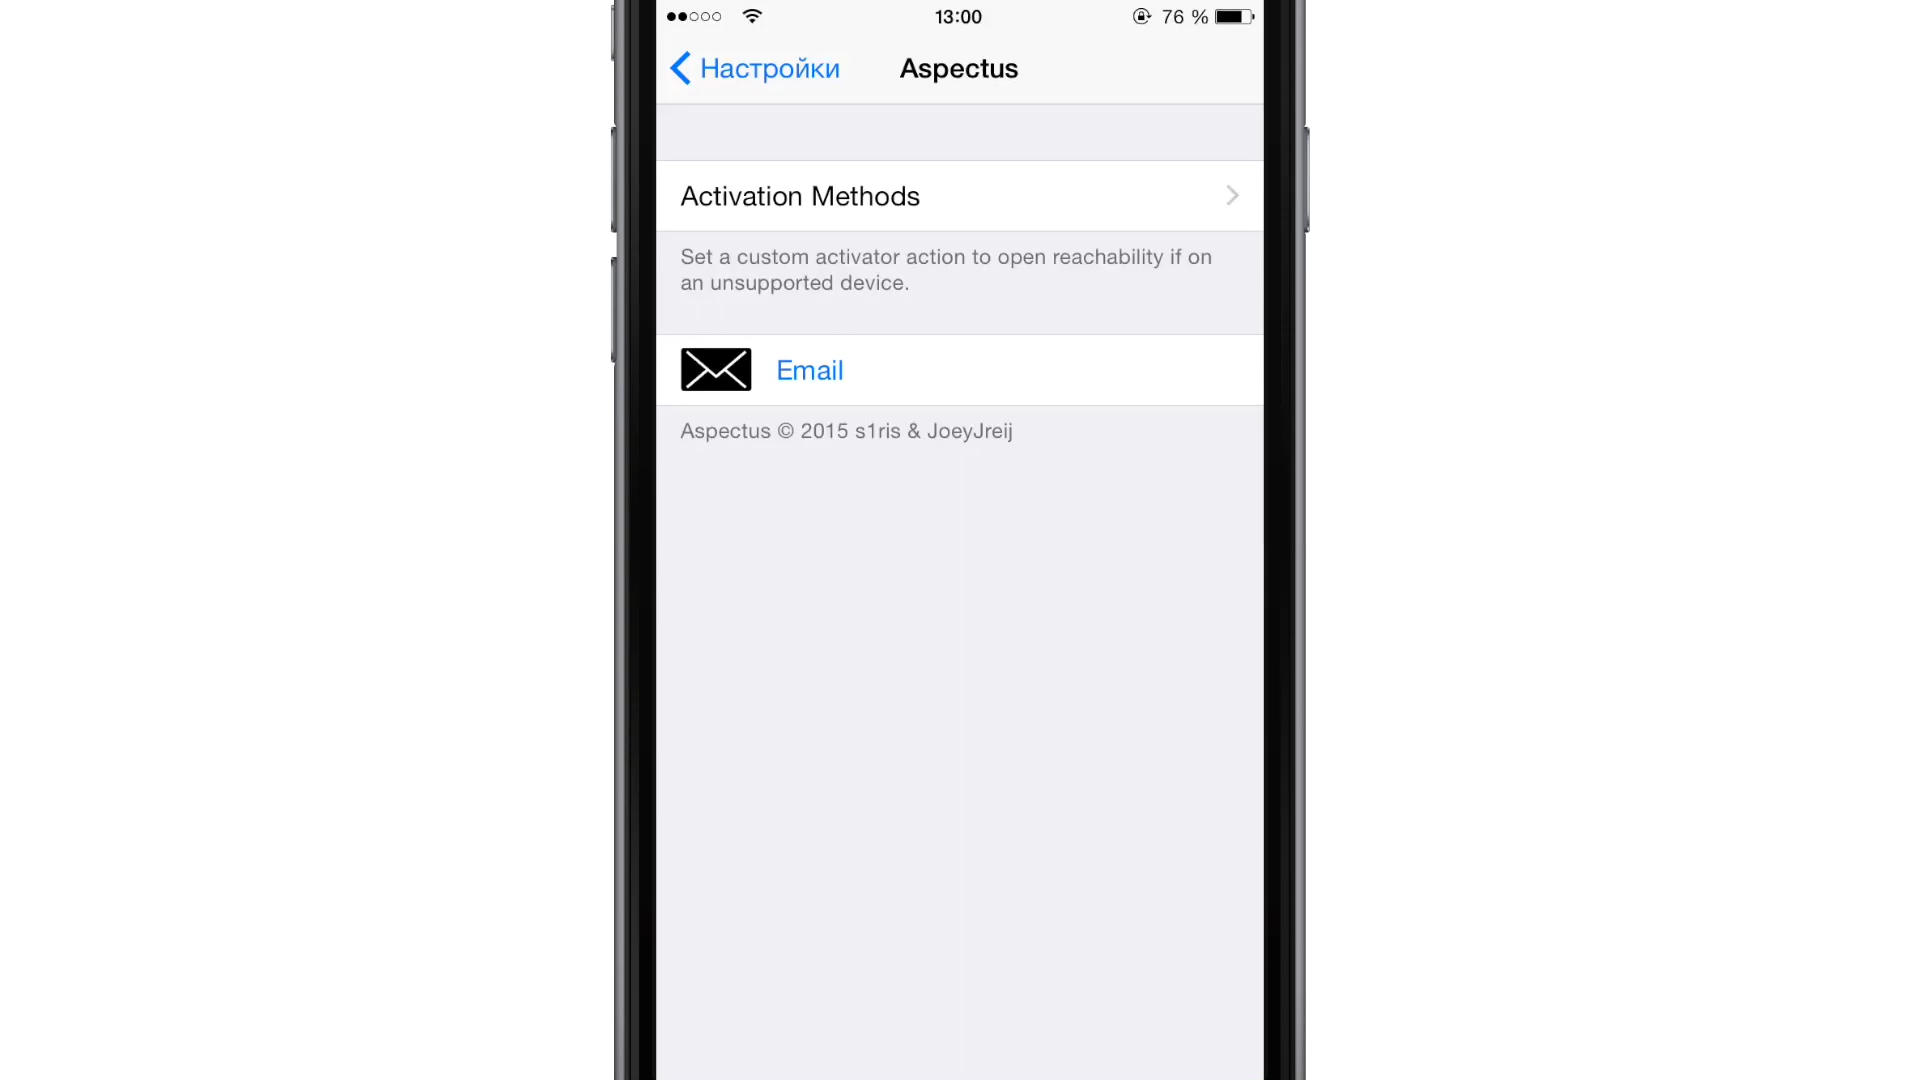 13:00
76 %
Настройки
Aspectus
Activation Methods
Set a custom activator action to open reachability if on
an unsupported device.
Email
Aspectus © 2015 s1ris & JoeyJreij